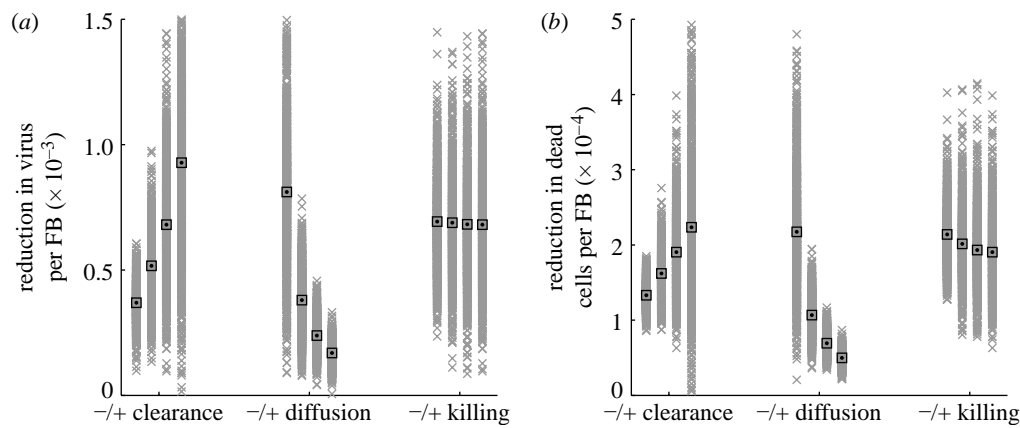 (a)
reduction in virus
per FB (× 10⁻³)
1.5
1.0
0.5
0
−/+ clearance
−/+ diffusion
−/+ killing
(b)
reduction in dead
cells per FB (× 10⁻⁴)
5
4
3
2
1
0
−/+ clearance
−/+ diffusion
−/+ killing